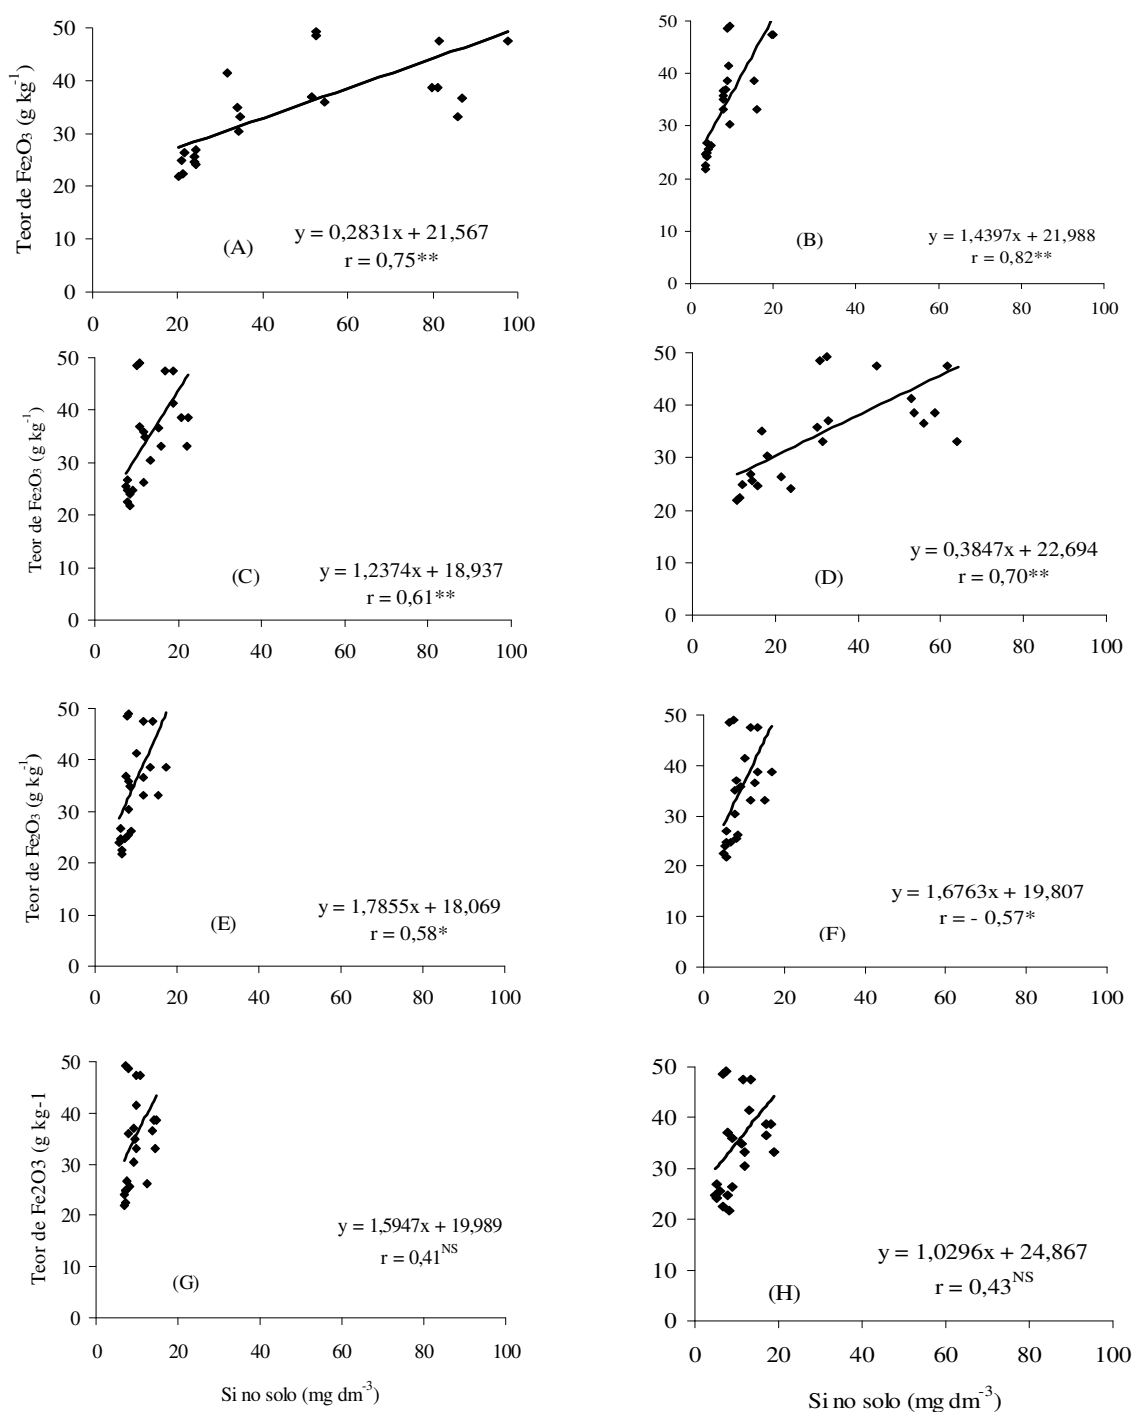 50
40
30
20
10
0
Teor de Fe₂O₃ (g kg⁻¹)
(A)
y = 0,2831x + 21,567
r = 0,75**
0 20 40 60 80 100
50
40
30
20
10
0
(B)
y = 1,4397x + 21,988
r = 0,82**
0 20 40 60 80 100
50
40
30
20
10
0
Teor de Fe₂O₃ (g kg⁻¹)
(C)
y = 1,2374x + 18,937
r = 0,61**
0 20 40 60 80 100
50
40
30
20
10
0
(D)
y = 0,3847x + 22,694
r = 0,70**
0 20 40 60 80 100
50
40
30
20
10
0
Teor de Fe₂O₃ (g kg⁻¹)
(E)
y = 1,7855x + 18,069
r = 0,58*
0 20 40 60 80 100
50
40
30
20
10
0
(F)
y = 1,6763x + 19,807
r = - 0,57*
0 20 40 60 80 100
50
40
30
20
10
0
Teor de Fe2O3 (g kg-1
(G)
y = 1,5947x + 19,989
r = 0,41ᴺˢ
0 20 40 60 80 100
Si no solo (mg dm⁻³)
50
40
30
20
10
0
(H)
y = 1,0296x + 24,867
r = 0,43ᴺˢ
0 20 40 60 80 100
Si no solo (mg dm⁻³)